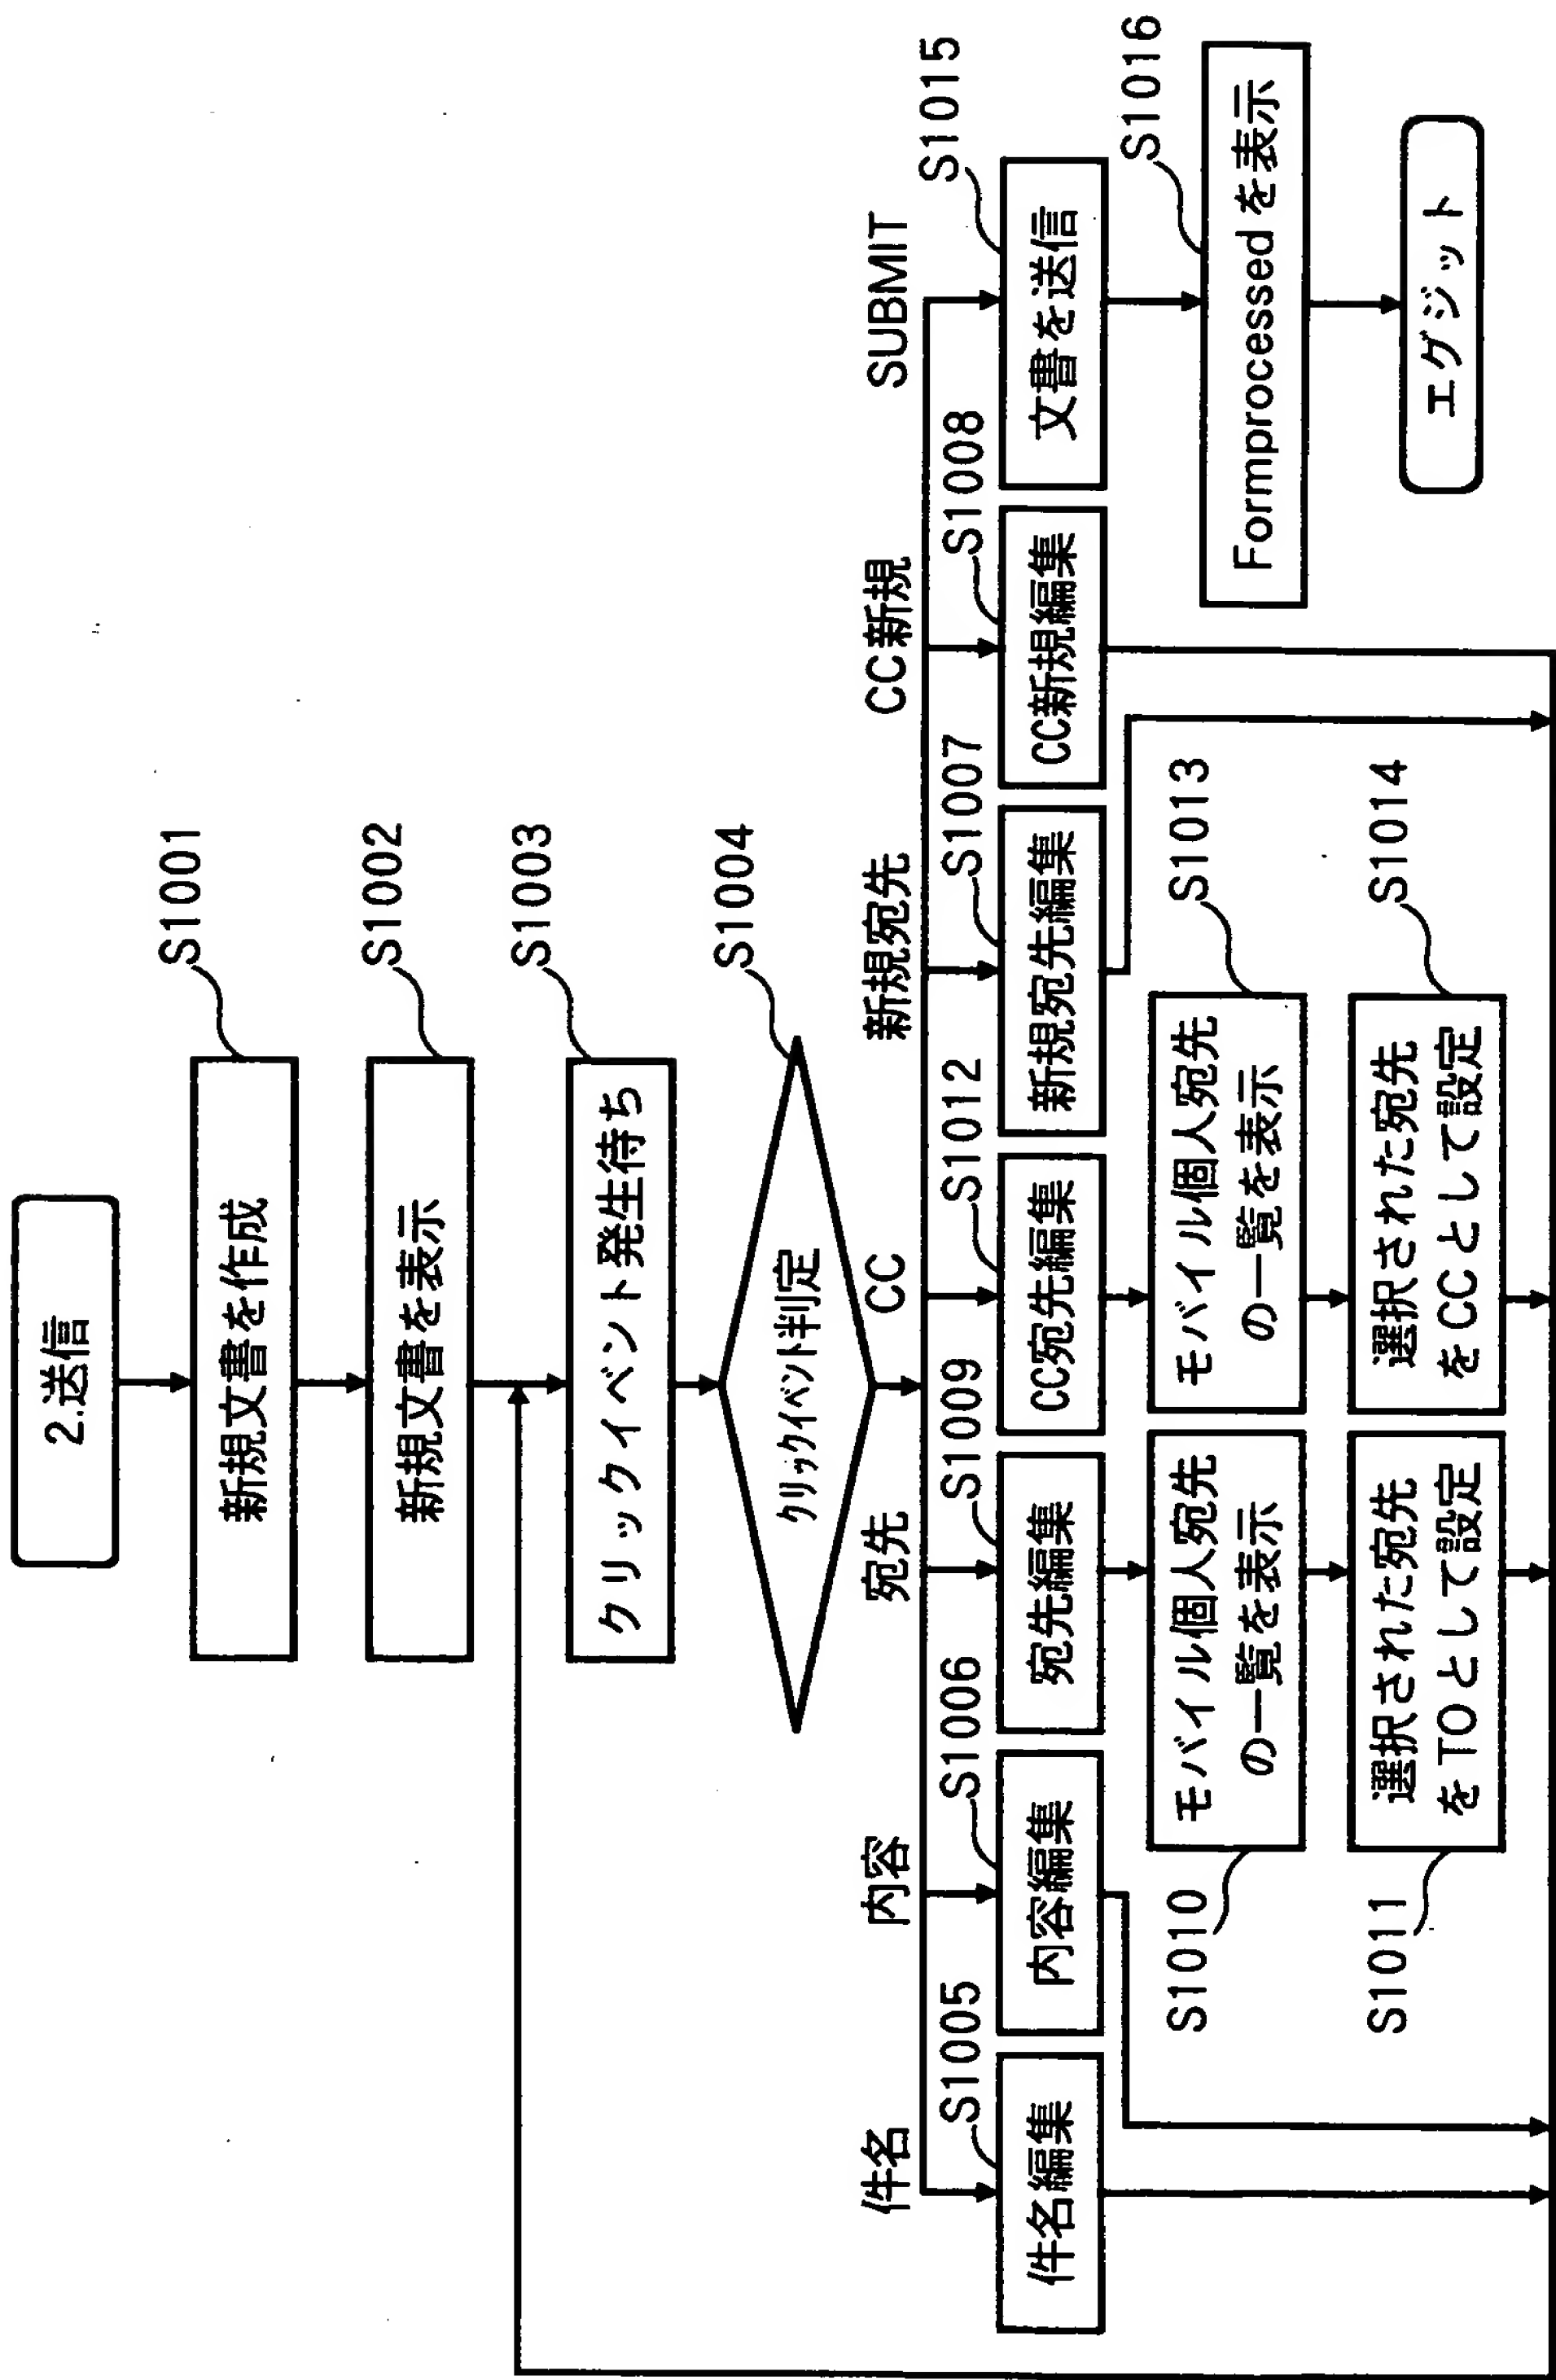 2.送信
S1001
新規文書を作成
S1002
新規文書を表示
S1003
クリックイベント発生待ち
S1004
クリックイベント判定
件名
内容
宛先
CC
新規宛先
CC新規
SUBMIT
S1005
S1006
S1009
S1012
S1007
S1008
S1015
件名編集
内容編集
宛先編集
CC宛先編集
新規宛先編集
CC新規編集
文書を送信
S1010
モバイル個人宛先
の一覧を表示
S1013
モバイル個人宛先
の一覧を表示
S1016
Formprocessedを表示
S1011
選択された宛先
をTOとして設定
S1014
選択された宛先
をCCとして設定
エグジット